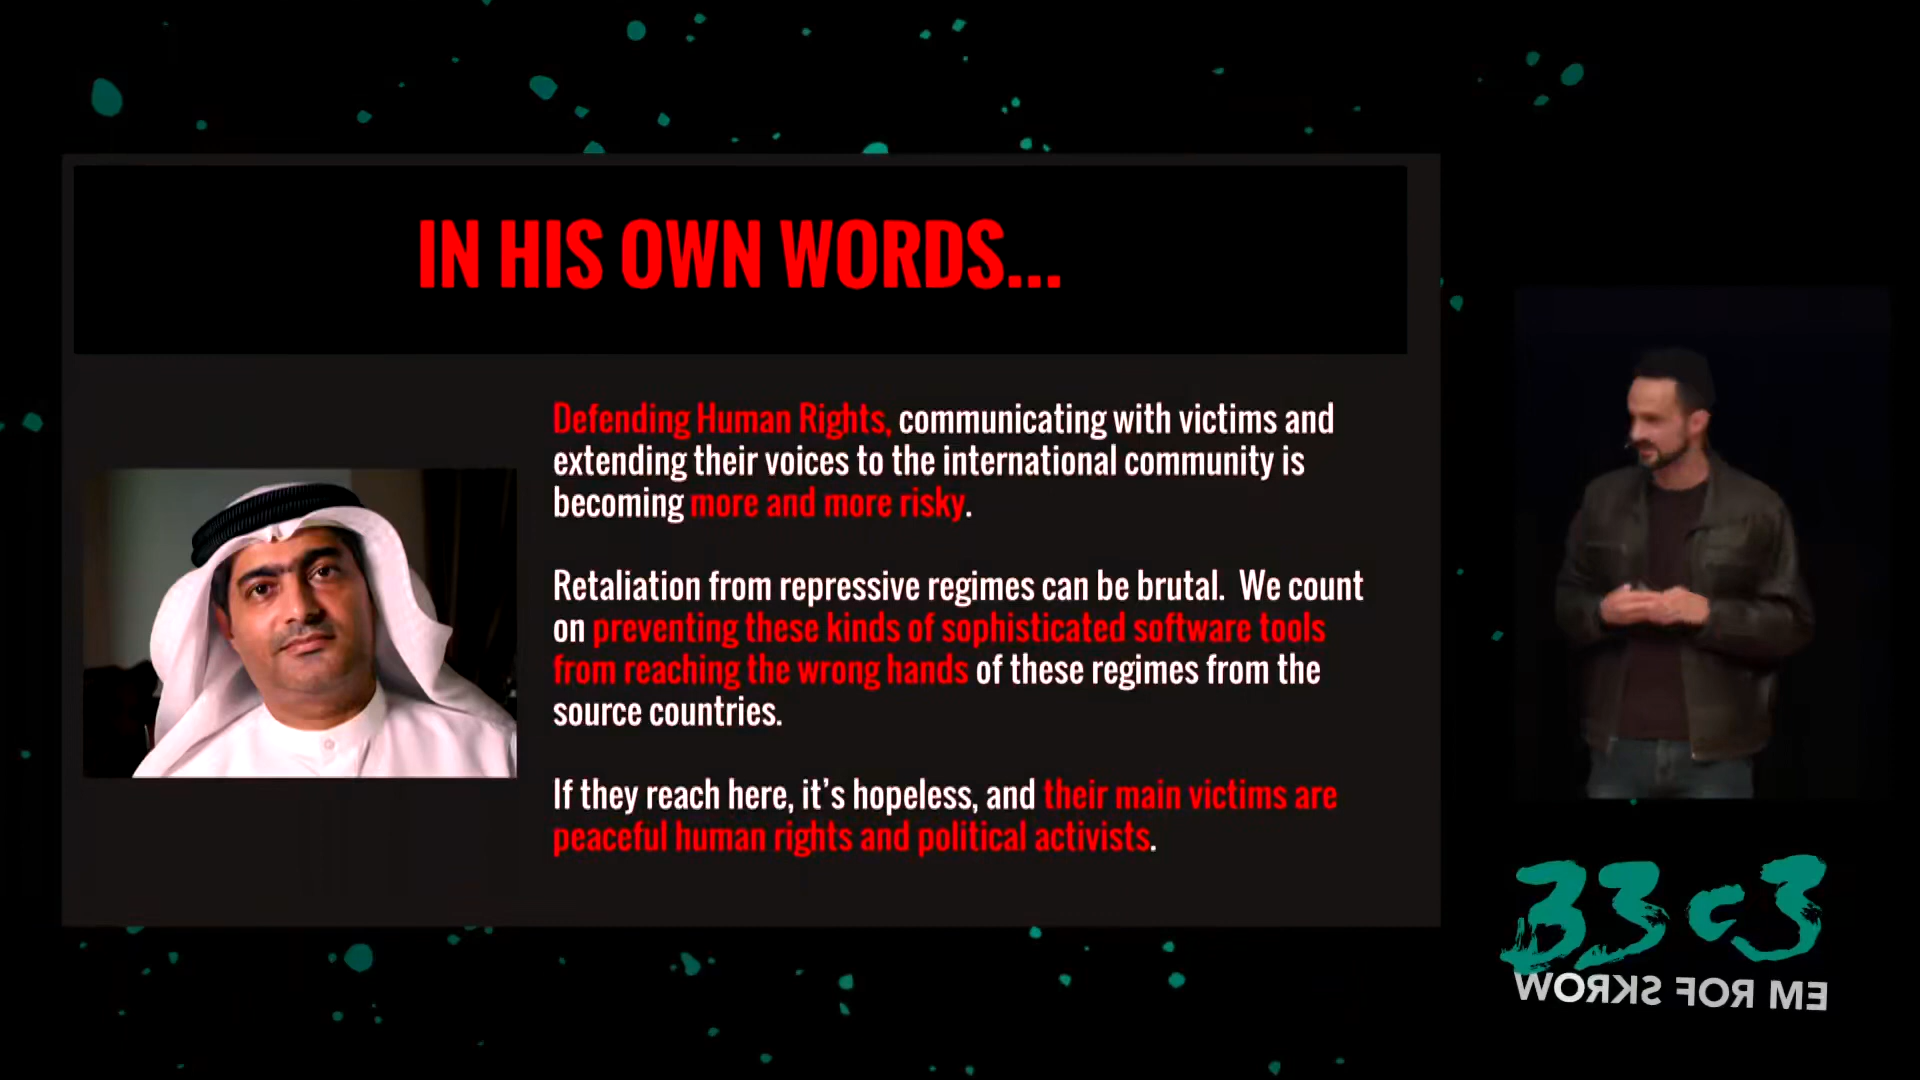 IN HIS OWN WORDS...
Defending Human Rights, communicating with victims and
extending their voices to the international community is
becoming more and more risky.
Retaliation from repressive regimes can be brutal. We count
on preventing these kinds of sophisticated software tools
from reaching the wrong hands of these regimes from the
source countries.
If they reach here, it's hopeless, and their main victims are
peaceful human rights and political activists.
33c3
WORKS FOR ME